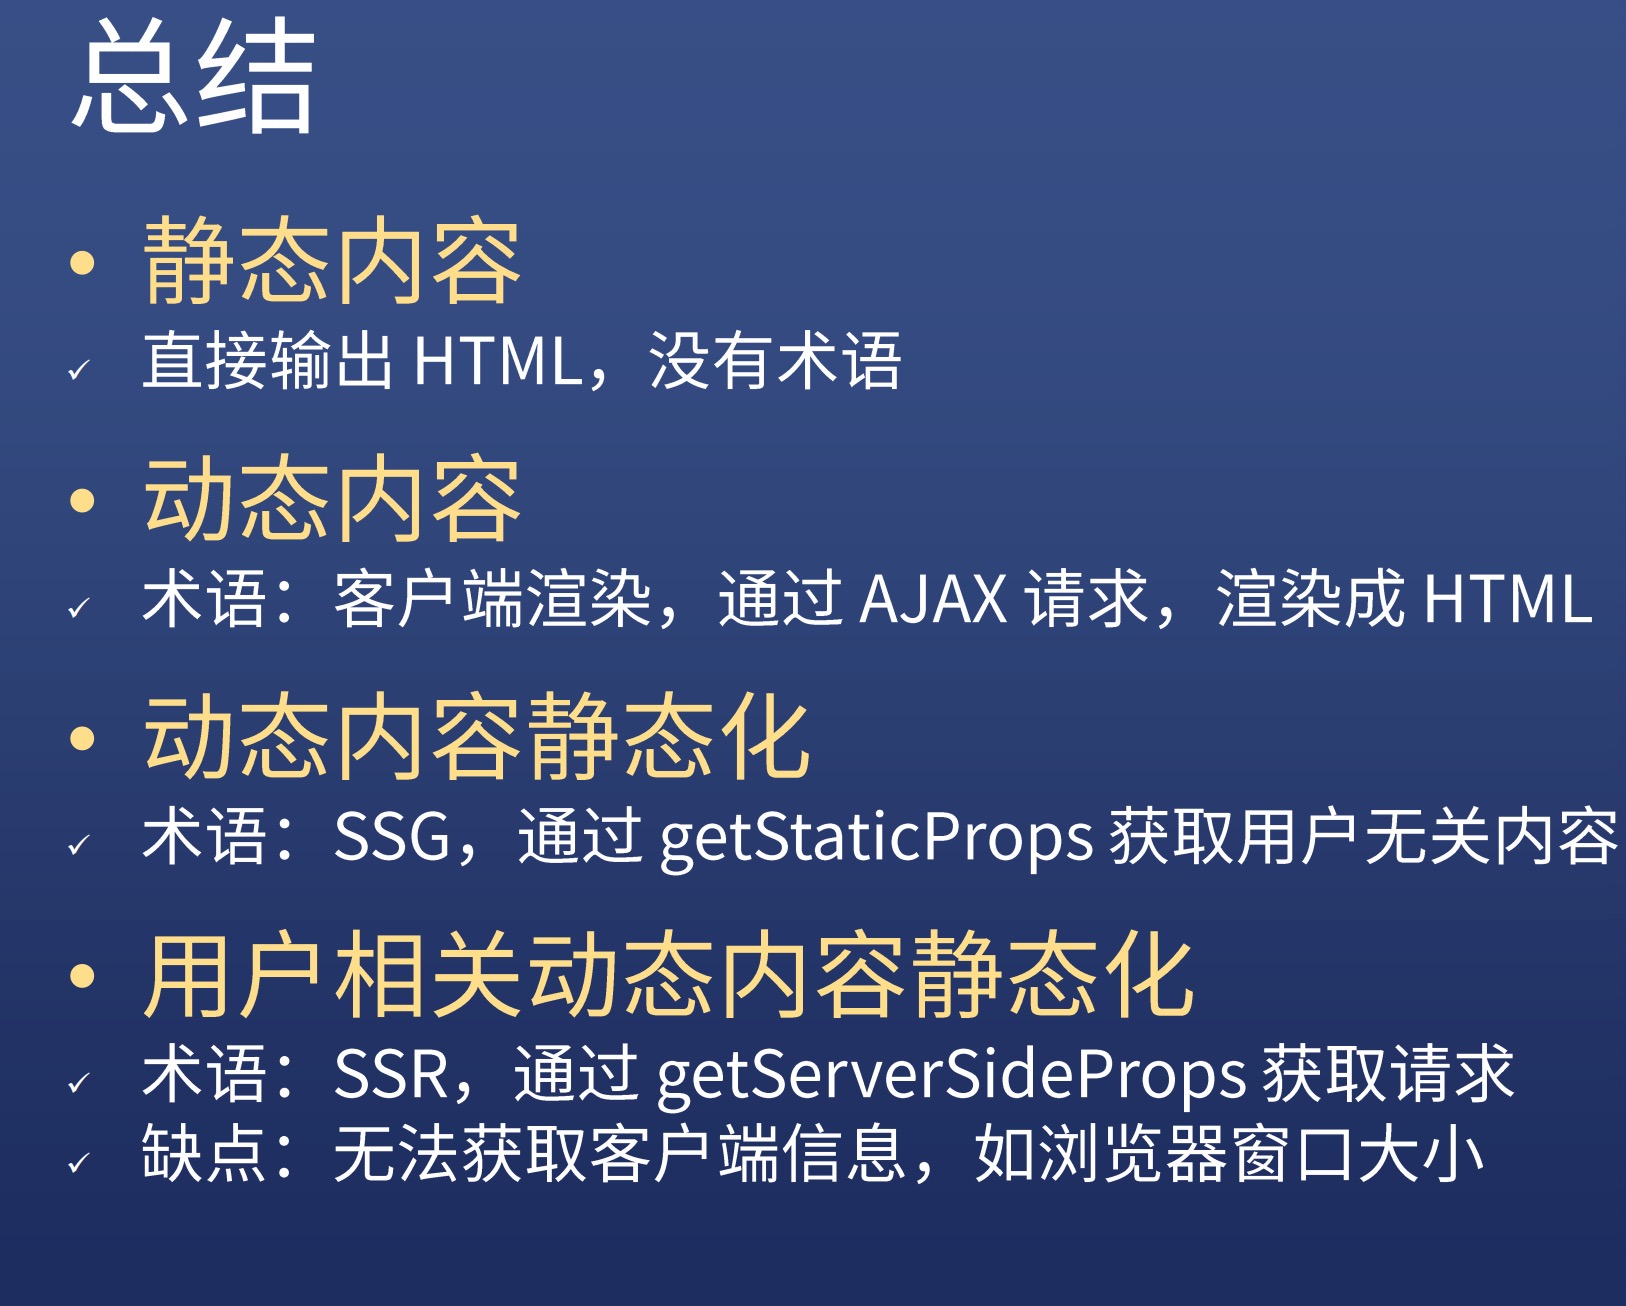 总结
• 静态内容
✓ 直接输出 HTML，没有术语
• 动态内容
✓ 术语：客户端渲染，通过 AJAX 请求，渲染成 HTML
• 动态内容静态化
✓ 术语：SSG，通过 getStaticProps 获取用户无关内容
• 用户相关动态内容静态化
✓ 术语：SSR，通过 getServerSideProps 获取请求
✓ 缺点：无法获取客户端信息，如浏览器窗口大小